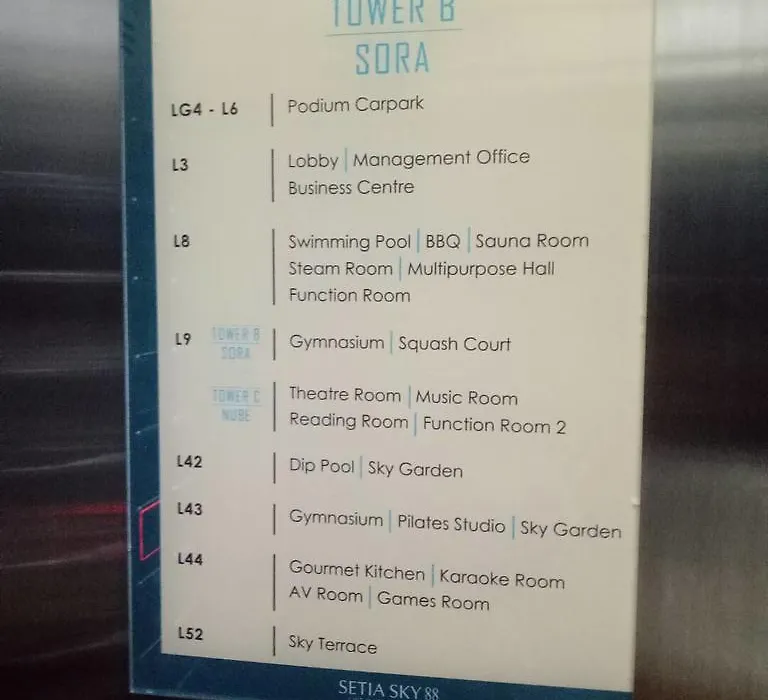 TOWER B
SORA
LG4 - L6 | Podium Carpark
L3 | Lobby | Management Office
Business Centre
L8 | Swimming Pool | BBQ | Sauna Room
Steam Room | Multipurpose Hall
Function Room
L9 TOWER B SORA | Gymnasium | Squash Court
TOWER C NUBE | Theatre Room | Music Room
Reading Room | Function Room 2
L42 | Dip Pool | Sky Garden
L43 | Gymnasium | Pilates Studio | Sky Garden
L44 | Gourmet Kitchen | Karaoke Room
AV Room | Games Room
L52 | Sky Terrace
SETIA SKY 88